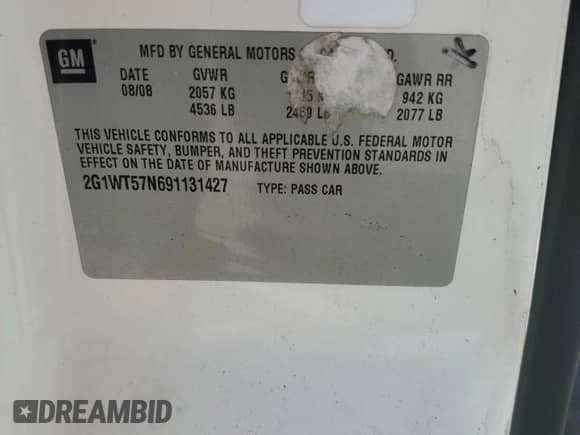 GM
MFD BY GENERAL MOTORS
DATE GVWR GAWR RR
08/08 2057 KG 942 KG
4536 LB LB 2077 LB
THIS VEHICLE CONFORMS TO ALL APPLICABLE U.S. FEDERAL MOTOR
VEHICLE SAFETY, BUMPER, AND THEFT PREVENTION STANDARDS IN
EFFECT ON THE DATE OF MANUFACTURE SHOWN ABOVE.
2G1WT57N691131427 TYPE: PASS CAR
DREAMBID